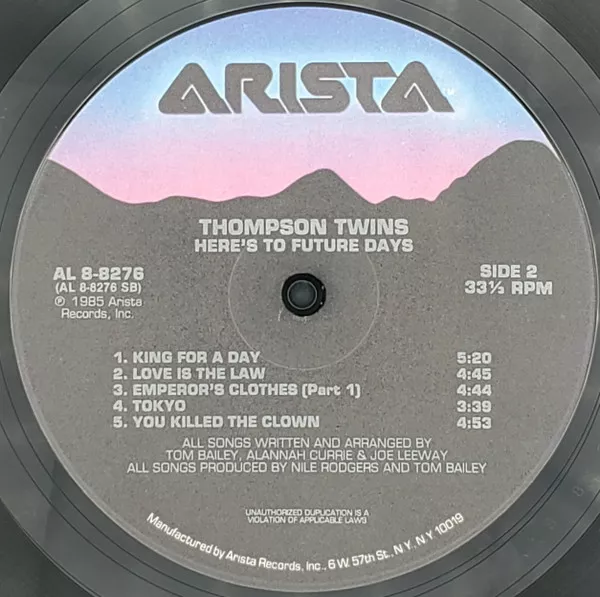 ARISTA
THOMPSON TWINS
HERE'S TO FUTURE DAYS
AL 8-8276
(AL 8-8276 SB)
℗ 1985 Arista
Records, Inc.
SIDE 2
33⅓ RPM
1. KING FOR A DAY 5:20
2. LOVE IS THE LAW 4:45
3. EMPEROR'S CLOTHES (Part 1) 4:44
4. TOKYO 3:39
5. YOU KILLED THE CLOWN 4:53
ALL SONGS WRITTEN AND ARRANGED BY
TOM BAILEY, ALANNAH CURRIE & JOE LEEWAY
ALL SONGS PRODUCED BY NILE RODGERS AND TOM BAILEY
UNAUTHORIZED DUPLICATION IS A
VIOLATION OF APPLICABLE LAWS
Manufactured by Arista Records, Inc., 6 W. 57th St., N.Y., N.Y. 10019